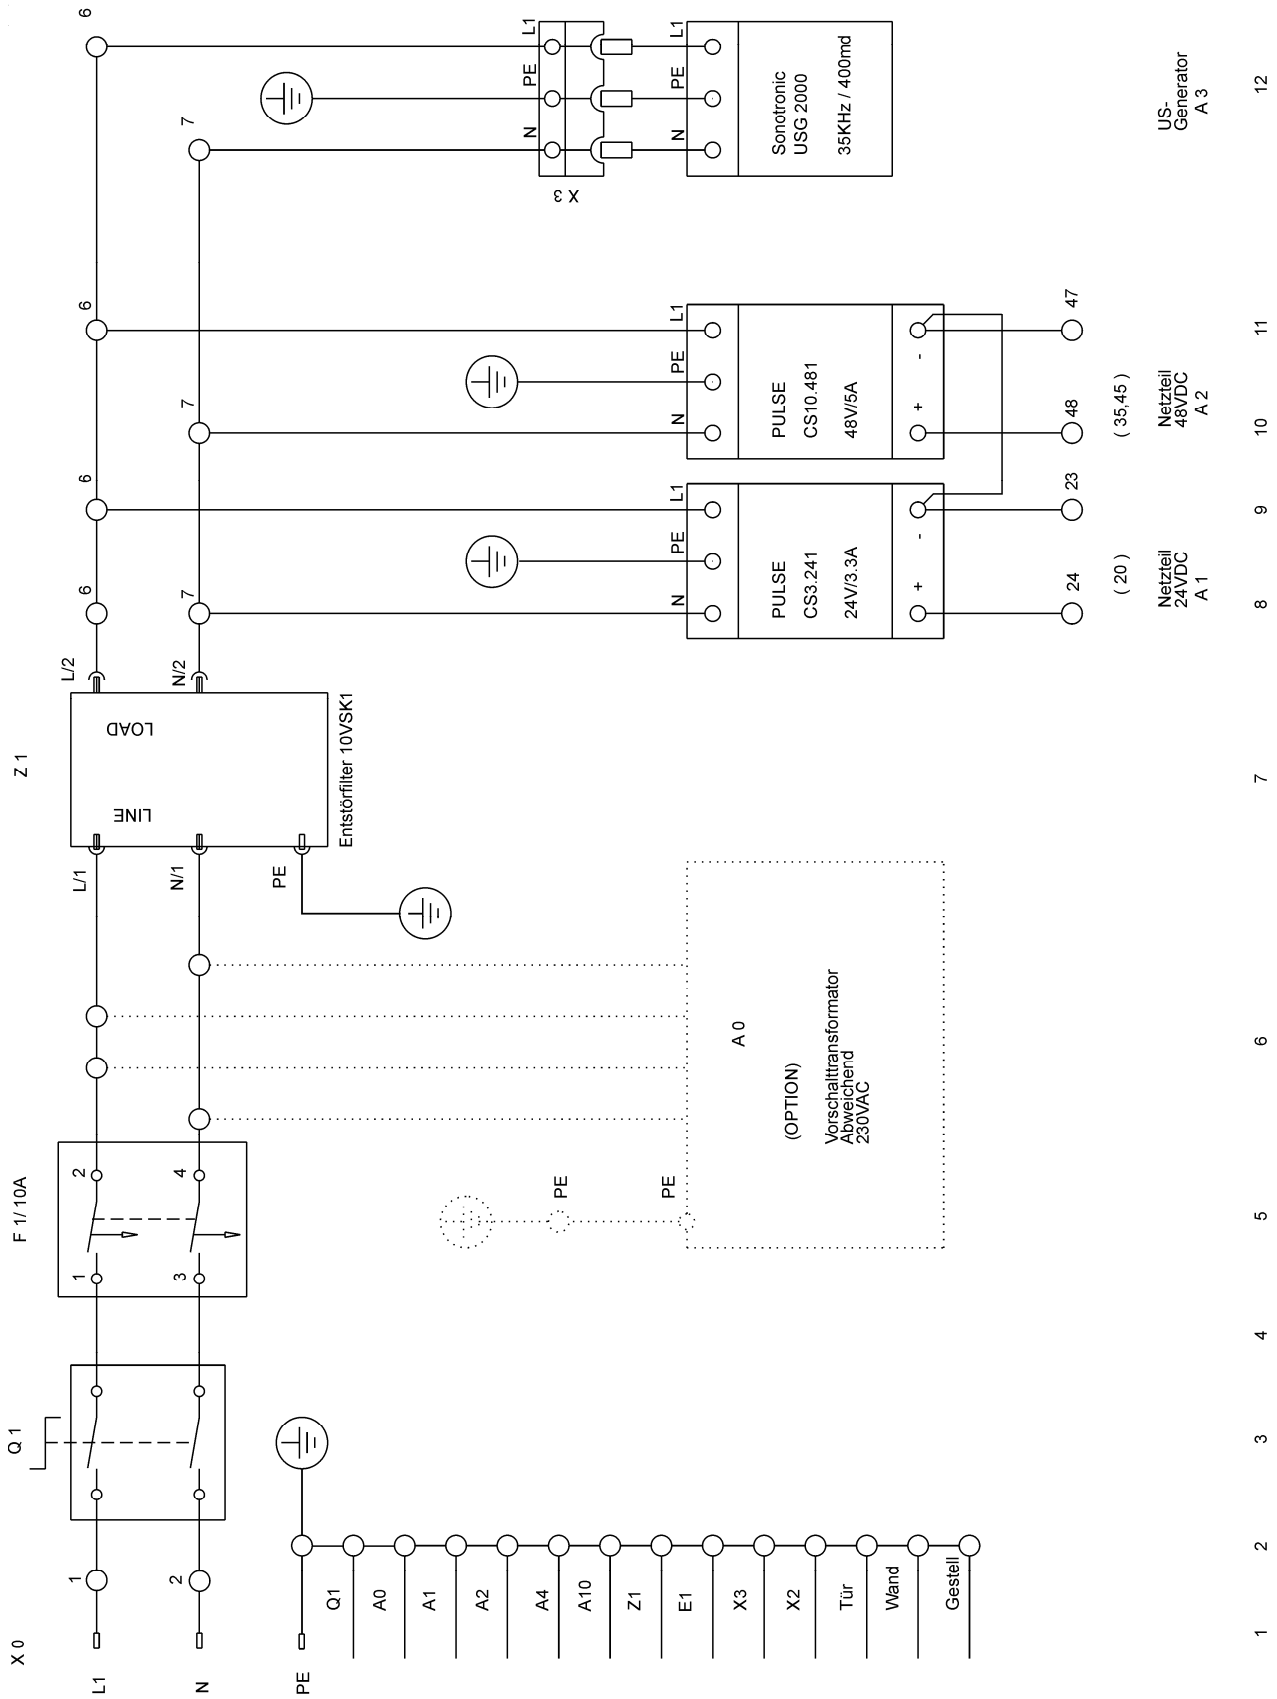 X 0
L1
1
N
2
PE
Q1
A0
A1
A2
A4
A10
Z1
E1
X3
X2
Tür
Wand
Gestell
Q 1
F 1/ 10A
1
2
3
4
PE
PE
A 0
(OPTION)
Vorschalttransformator
Abweichend
230VAC
Z 1
L/1
N/1
PE
LINE
LOAD
L/2
N/2
Entstörfilter 10VSK1
6
7
6
N
PE
L1
PULSE
CS3.241
24V/3.3A
+
-
24
23
( 20 )
Netzteil
24VDC
A 1
7
6
N
PE
L1
PULSE
CS10.481
48V/5A
+
-
48
47
( 35,45 )
Netzteil
48VDC
A 2
7
6
X 3
N
PE
L1
N
PE
L1
Sonotronic
USG 2000
35KHz / 400md
US-
Generator
A 3
1
2
3
4
5
6
7
8
9
10
11
12